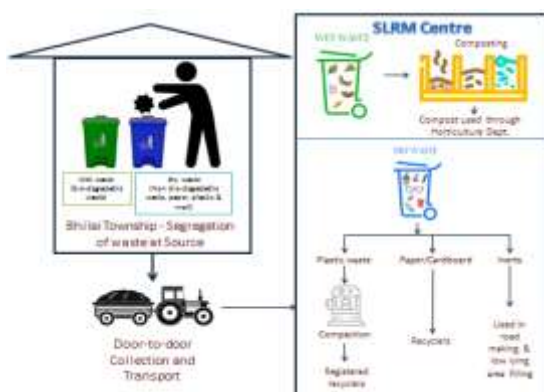 SLRM Centre
WET WASTE
Composting
Compost used through
Horticulture Dept.
Wet waste
(bio-degradable
waste)
Dry waste
(Non bio-degradable
waste, paper, plastic &
Bhilai Township - Segregation
of waste at Source
Door-to-door
Collection and
Transport
DRY WASTE
Plastic waste
Paper/Cardboard
Inerts
Compaction
Registered
recyclers
Recyclers
Used in
road
making &
low lying
area filling